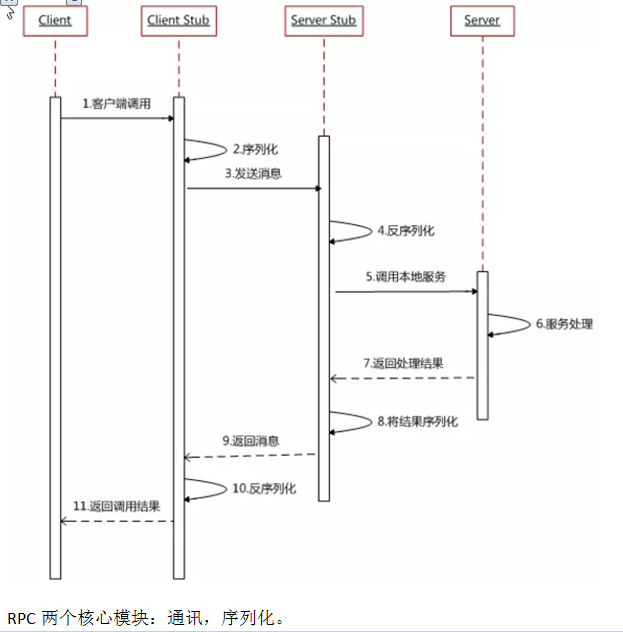 Client
Client Stub
Server Stub
Server
1.客户端调用
2.序列化
3.发送消息
4.反序列化
5.调用本地服务
6.服务处理
7.返回处理结果
8.将结果序列化
9.返回消息
10.反序列化
11.返回调用结果
RPC 两个核心模块：通讯，序列化。